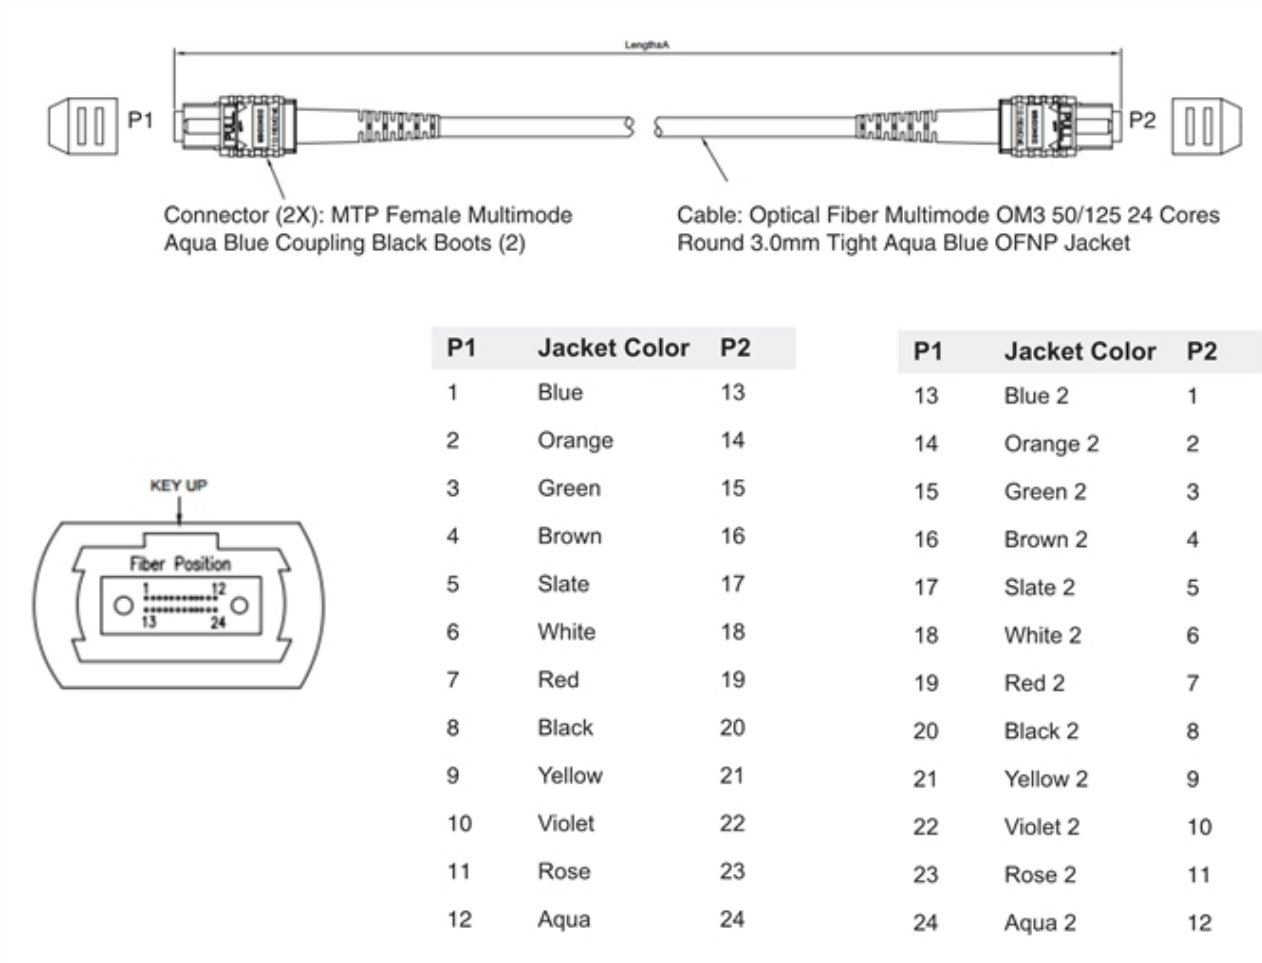 Length±A
P1
PULL
PULL
P2
Connector (2X): MTP Female Multimode
Aqua Blue Coupling Black Boots (2)
Cable: Optical Fiber Multimode OM3 50/125 24 Cores
Round 3.0mm Tight Aqua Blue OFNP Jacket
KEY UP
Fiber Position
1 12
13 24
P1 Jacket Color P2
1 Blue 13
2 Orange 14
3 Green 15
4 Brown 16
5 Slate 17
6 White 18
7 Red 19
8 Black 20
9 Yellow 21
10 Violet 22
11 Rose 23
12 Aqua 24
P1 Jacket Color P2
13 Blue 2 1
14 Orange 2 2
15 Green 2 3
16 Brown 2 4
17 Slate 2 5
18 White 2 6
19 Red 2 7
20 Black 2 8
21 Yellow 2 9
22 Violet 2 10
23 Rose 2 11
24 Aqua 2 12